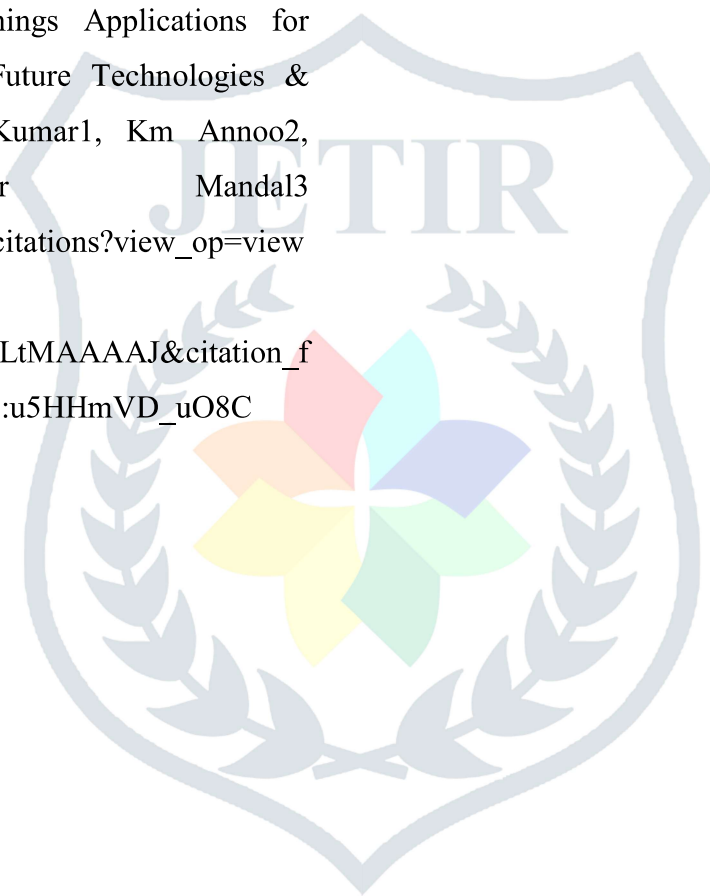 nings Applications for
Future Technologies &
Kumar1, Km Annoo2,
r Mandal3
citations?view_op=view
LtMAAAAJ&citation_f
:u5HHmVD_uO8C
JETIR